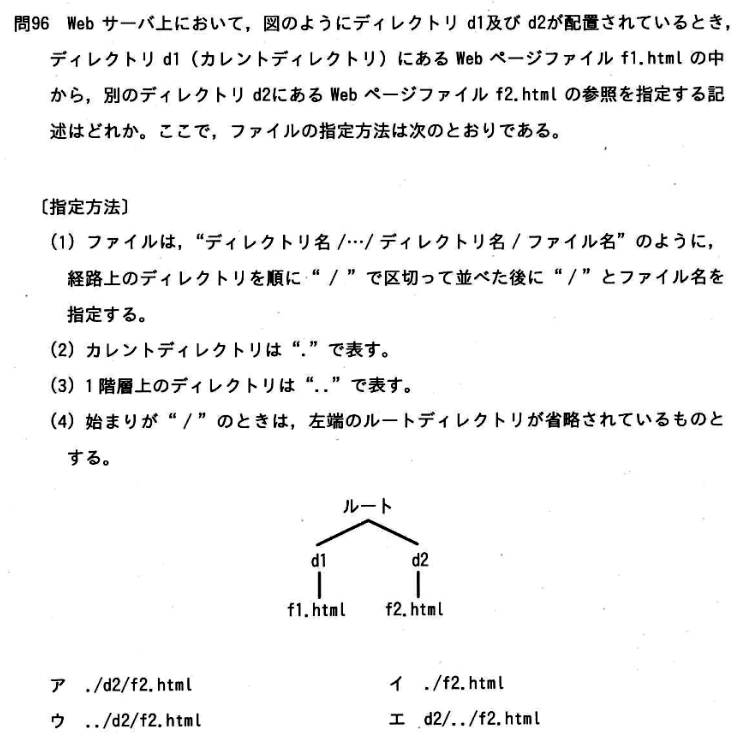 問96 Web サーバ上において，図のようにディレクトリ d1及び d2が配置されているとき，
ディレクトリ d1（カレントディレクトリ）にある Web ページファイル f1.html の中
から，別のディレクトリ d2にある Web ページファイル f2.html の参照を指定する記
述はどれか。ここで，ファイルの指定方法は次のとおりである。
〔指定方法〕
(1) ファイルは，“ディレクトリ名 /…/ ディレクトリ名 / ファイル名” のように，
経路上のディレクトリを順に “ / ” で区切って並べた後に “ / ” とファイル名を
指定する。
(2) カレントディレクトリは “.” で表す。
(3) 1 階層上のディレクトリは “..” で表す。
(4) 始まりが “ / ” のときは，左端のルートディレクトリが省略されているものと
する。
ルート
d1 d2
f1.html f2.html
ア ./d2/f2.html イ ./f2.html
ウ ../d2/f2.html エ d2/../f2.html